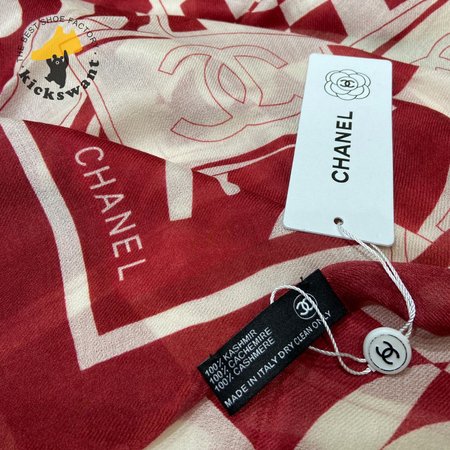 THE BEST SHOE FACTORY
kickswant
CHANEL
CHANEL
100% KASHMIR
100% CACHEMIRE
100% CASHMERE
MADE IN ITALY DRY CLEAN ONLY